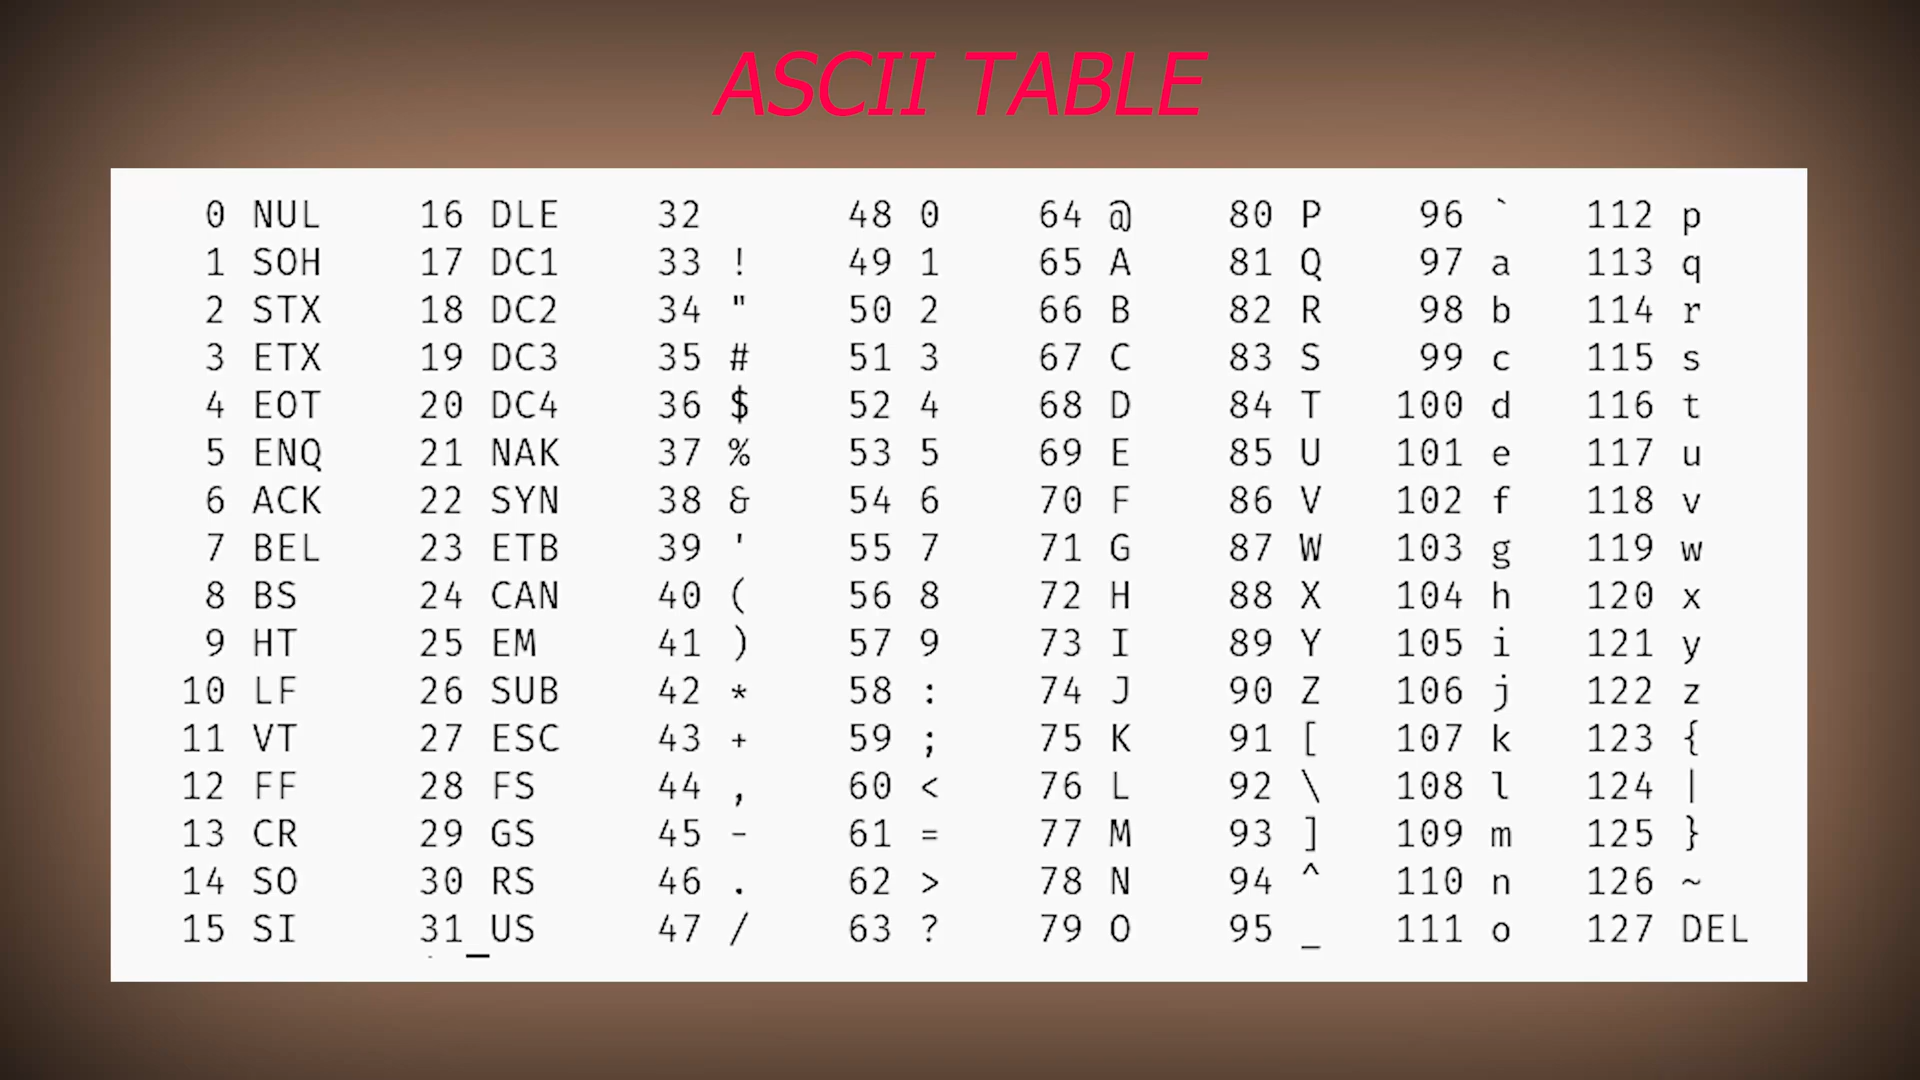 ASCII TABLE
0 NUL 16 DLE 32 48 0 64 @ 80 P 96 ` 112 p
1 SOH 17 DC1 33 ! 49 1 65 A 81 Q 97 a 113 q
2 STX 18 DC2 34 " 50 2 66 B 82 R 98 b 114 r
3 ETX 19 DC3 35 # 51 3 67 C 83 S 99 c 115 s
4 EOT 20 DC4 36 $ 52 4 68 D 84 T 100 d 116 t
5 ENQ 21 NAK 37 % 53 5 69 E 85 U 101 e 117 u
6 ACK 22 SYN 38 & 54 6 70 F 86 V 102 f 118 v
7 BEL 23 ETB 39 ' 55 7 71 G 87 W 103 g 119 w
8 BS 24 CAN 40 ( 56 8 72 H 88 X 104 h 120 x
9 HT 25 EM 41 ) 57 9 73 I 89 Y 105 i 121 y
10 LF 26 SUB 42 * 58 : 74 J 90 Z 106 j 122 z
11 VT 27 ESC 43 + 59 ; 75 K 91 [ 107 k 123 {
12 FF 28 FS 44 , 60 < 76 L 92 \ 108 l 124 |
13 CR 29 GS 45 - 61 = 77 M 93 ] 109 m 125 }
14 SO 30 RS 46 . 62 > 78 N 94 ^ 110 n 126 ~
15 SI 31_US 47 / 63 ? 79 O 95 _ 111 o 127 DEL